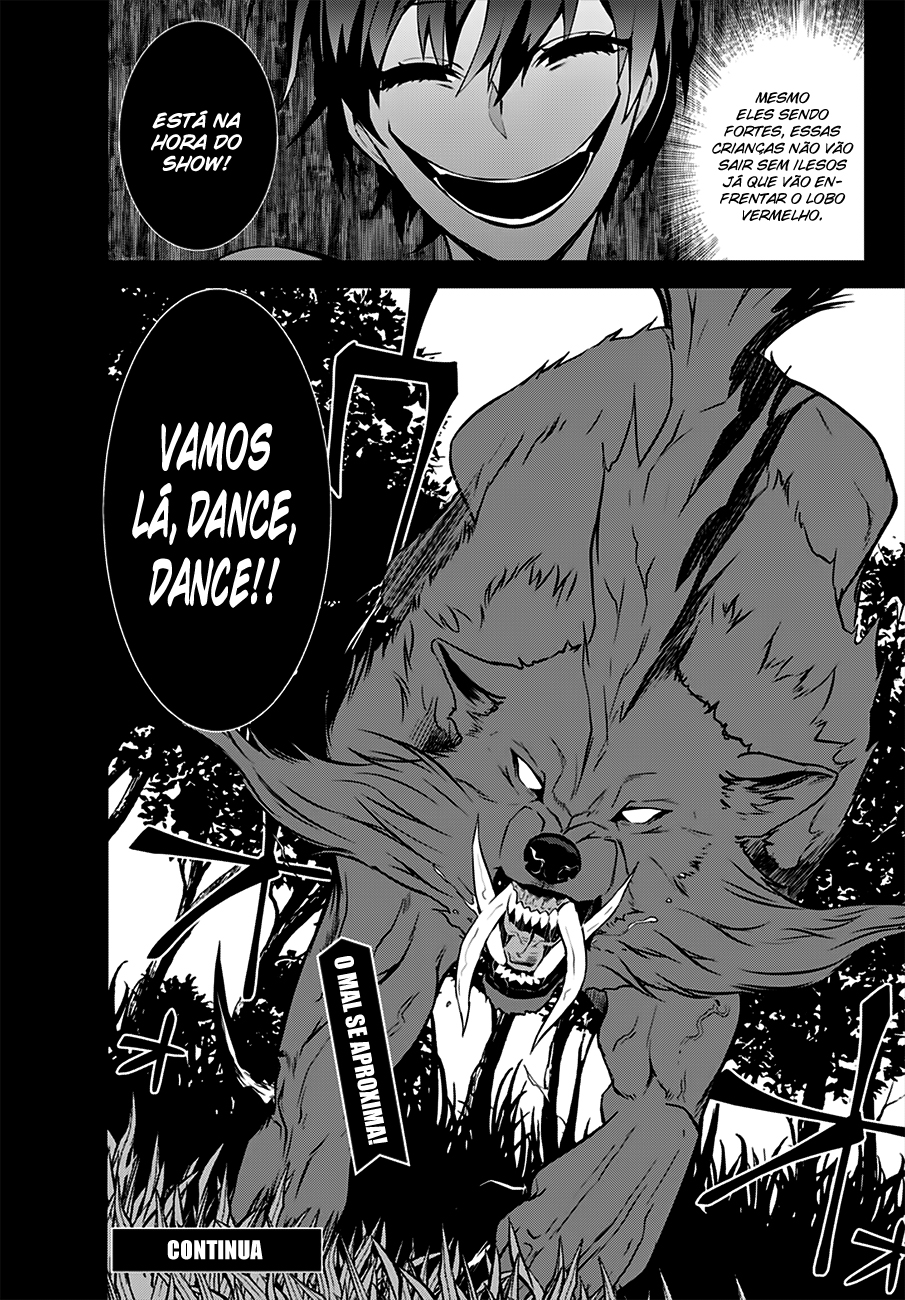 MESMO
ELES SENDO
FORTES, ESSAS
CRIANÇAS NÃO VÃO
SAIR SEM ILESOS
JÁ QUE VÃO EN-
FRENTAR O LOBO
VERMELHO.
ESTÁ NA
HORA DO
SHOW!
VAMOS
LÁ, DANCE,
DANCE!!
O MAL SE APROXIMA!
CONTINUA